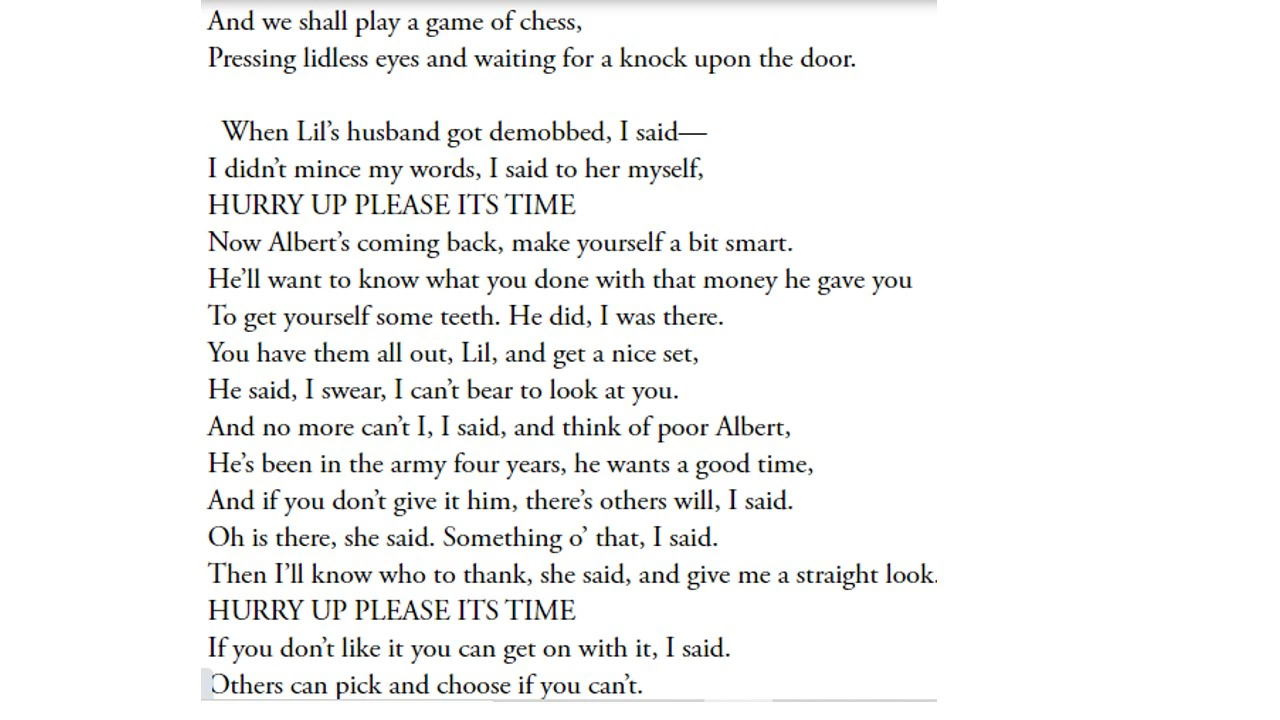 And we shall play a game of chess,
Pressing lidless eyes and waiting for a knock upon the door.
When Lil’s husband got demobbed, I said—
I didn’t mince my words, I said to her myself,
HURRY UP PLEASE ITS TIME
Now Albert’s coming back, make yourself a bit smart.
He’ll want to know what you done with that money he gave you
To get yourself some teeth. He did, I was there.
You have them all out, Lil, and get a nice set,
He said, I swear, I can’t bear to look at you.
And no more can’t I, I said, and think of poor Albert,
He’s been in the army four years, he wants a good time,
And if you don’t give it him, there’s others will, I said.
Oh is there, she said. Something o’ that, I said.
Then I’ll know who to thank, she said, and give me a straight look.
HURRY UP PLEASE ITS TIME
If you don’t like it you can get on with it, I said.
Others can pick and choose if you can’t.